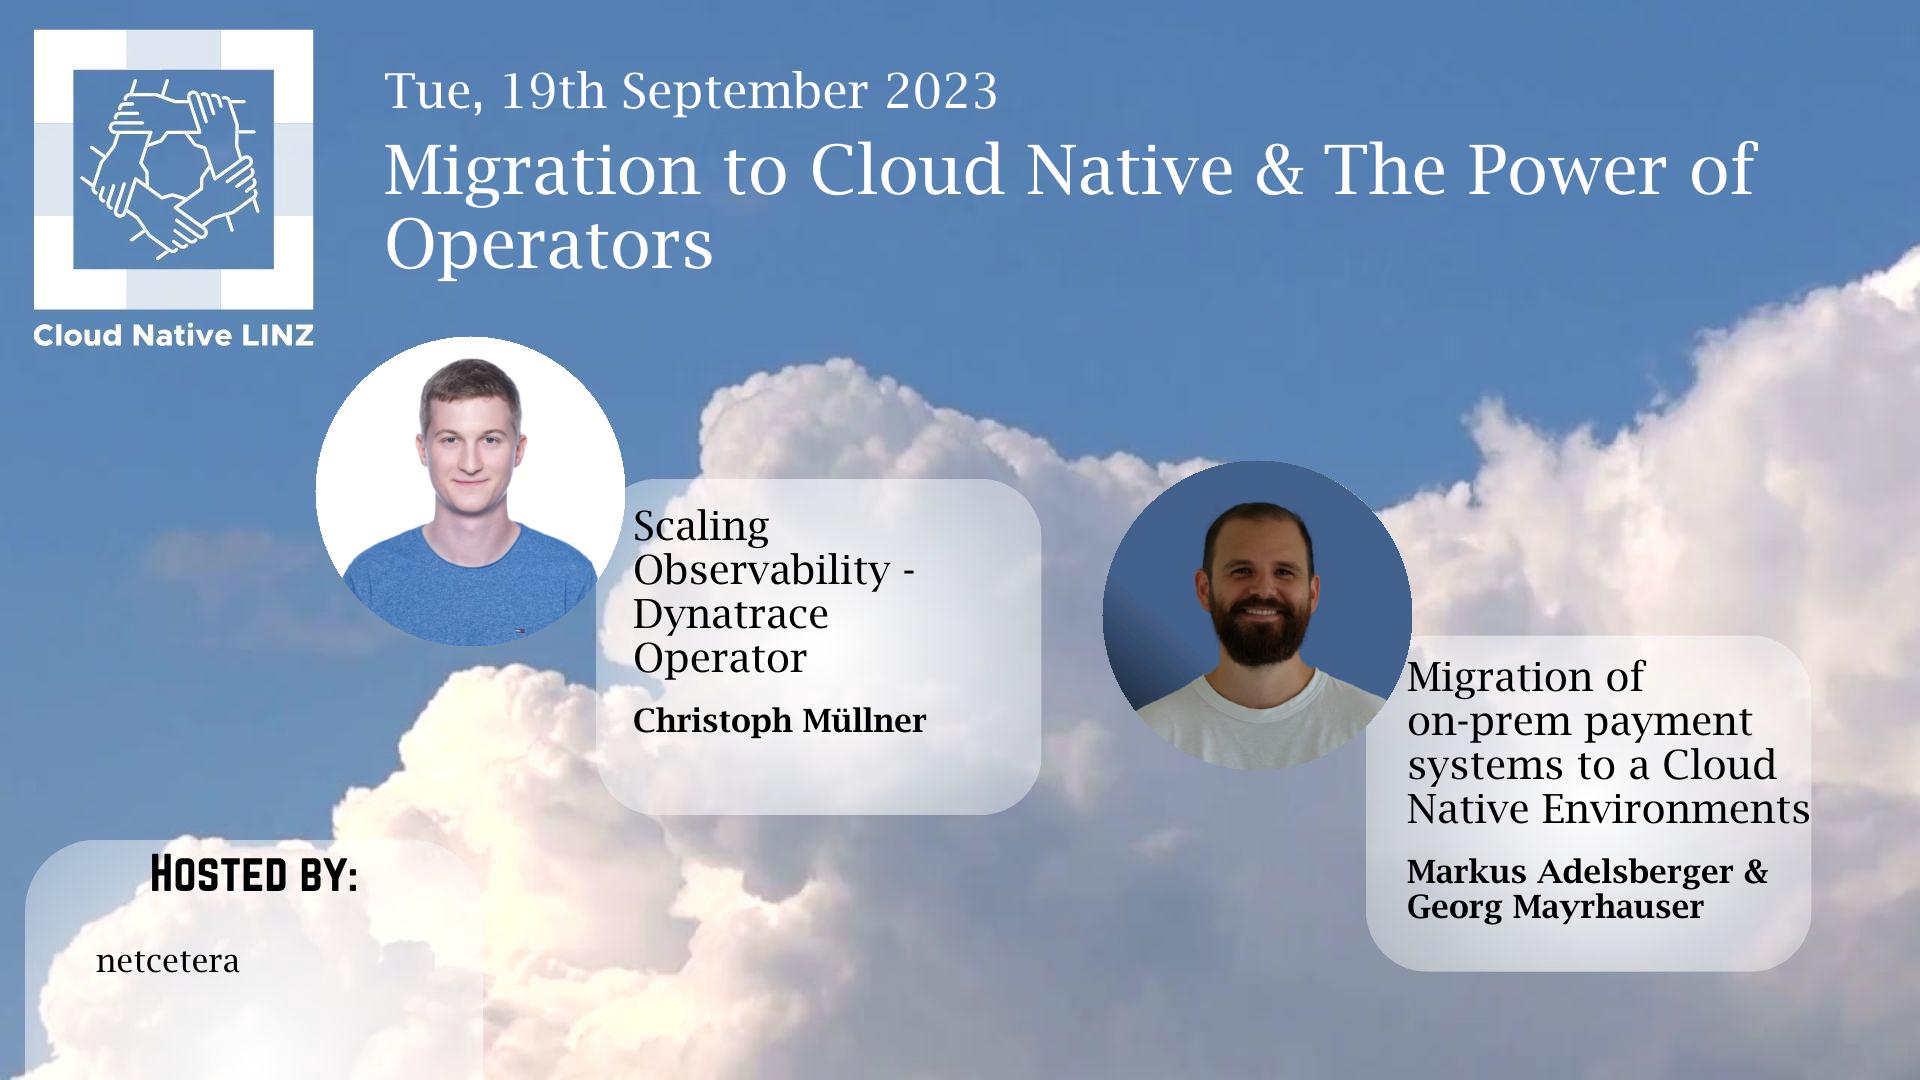 Cloud Native LINZ
Tue, 19th September 2023
Migration to Cloud Native & The Power of
Operators
Scaling
Observability -
Dynatrace
Operator
Christoph Müllner
Migration of
on-prem payment
systems to a Cloud
Native Environments
Markus Adelsberger &
Georg Mayrhauser
HOSTED BY:
netcetera